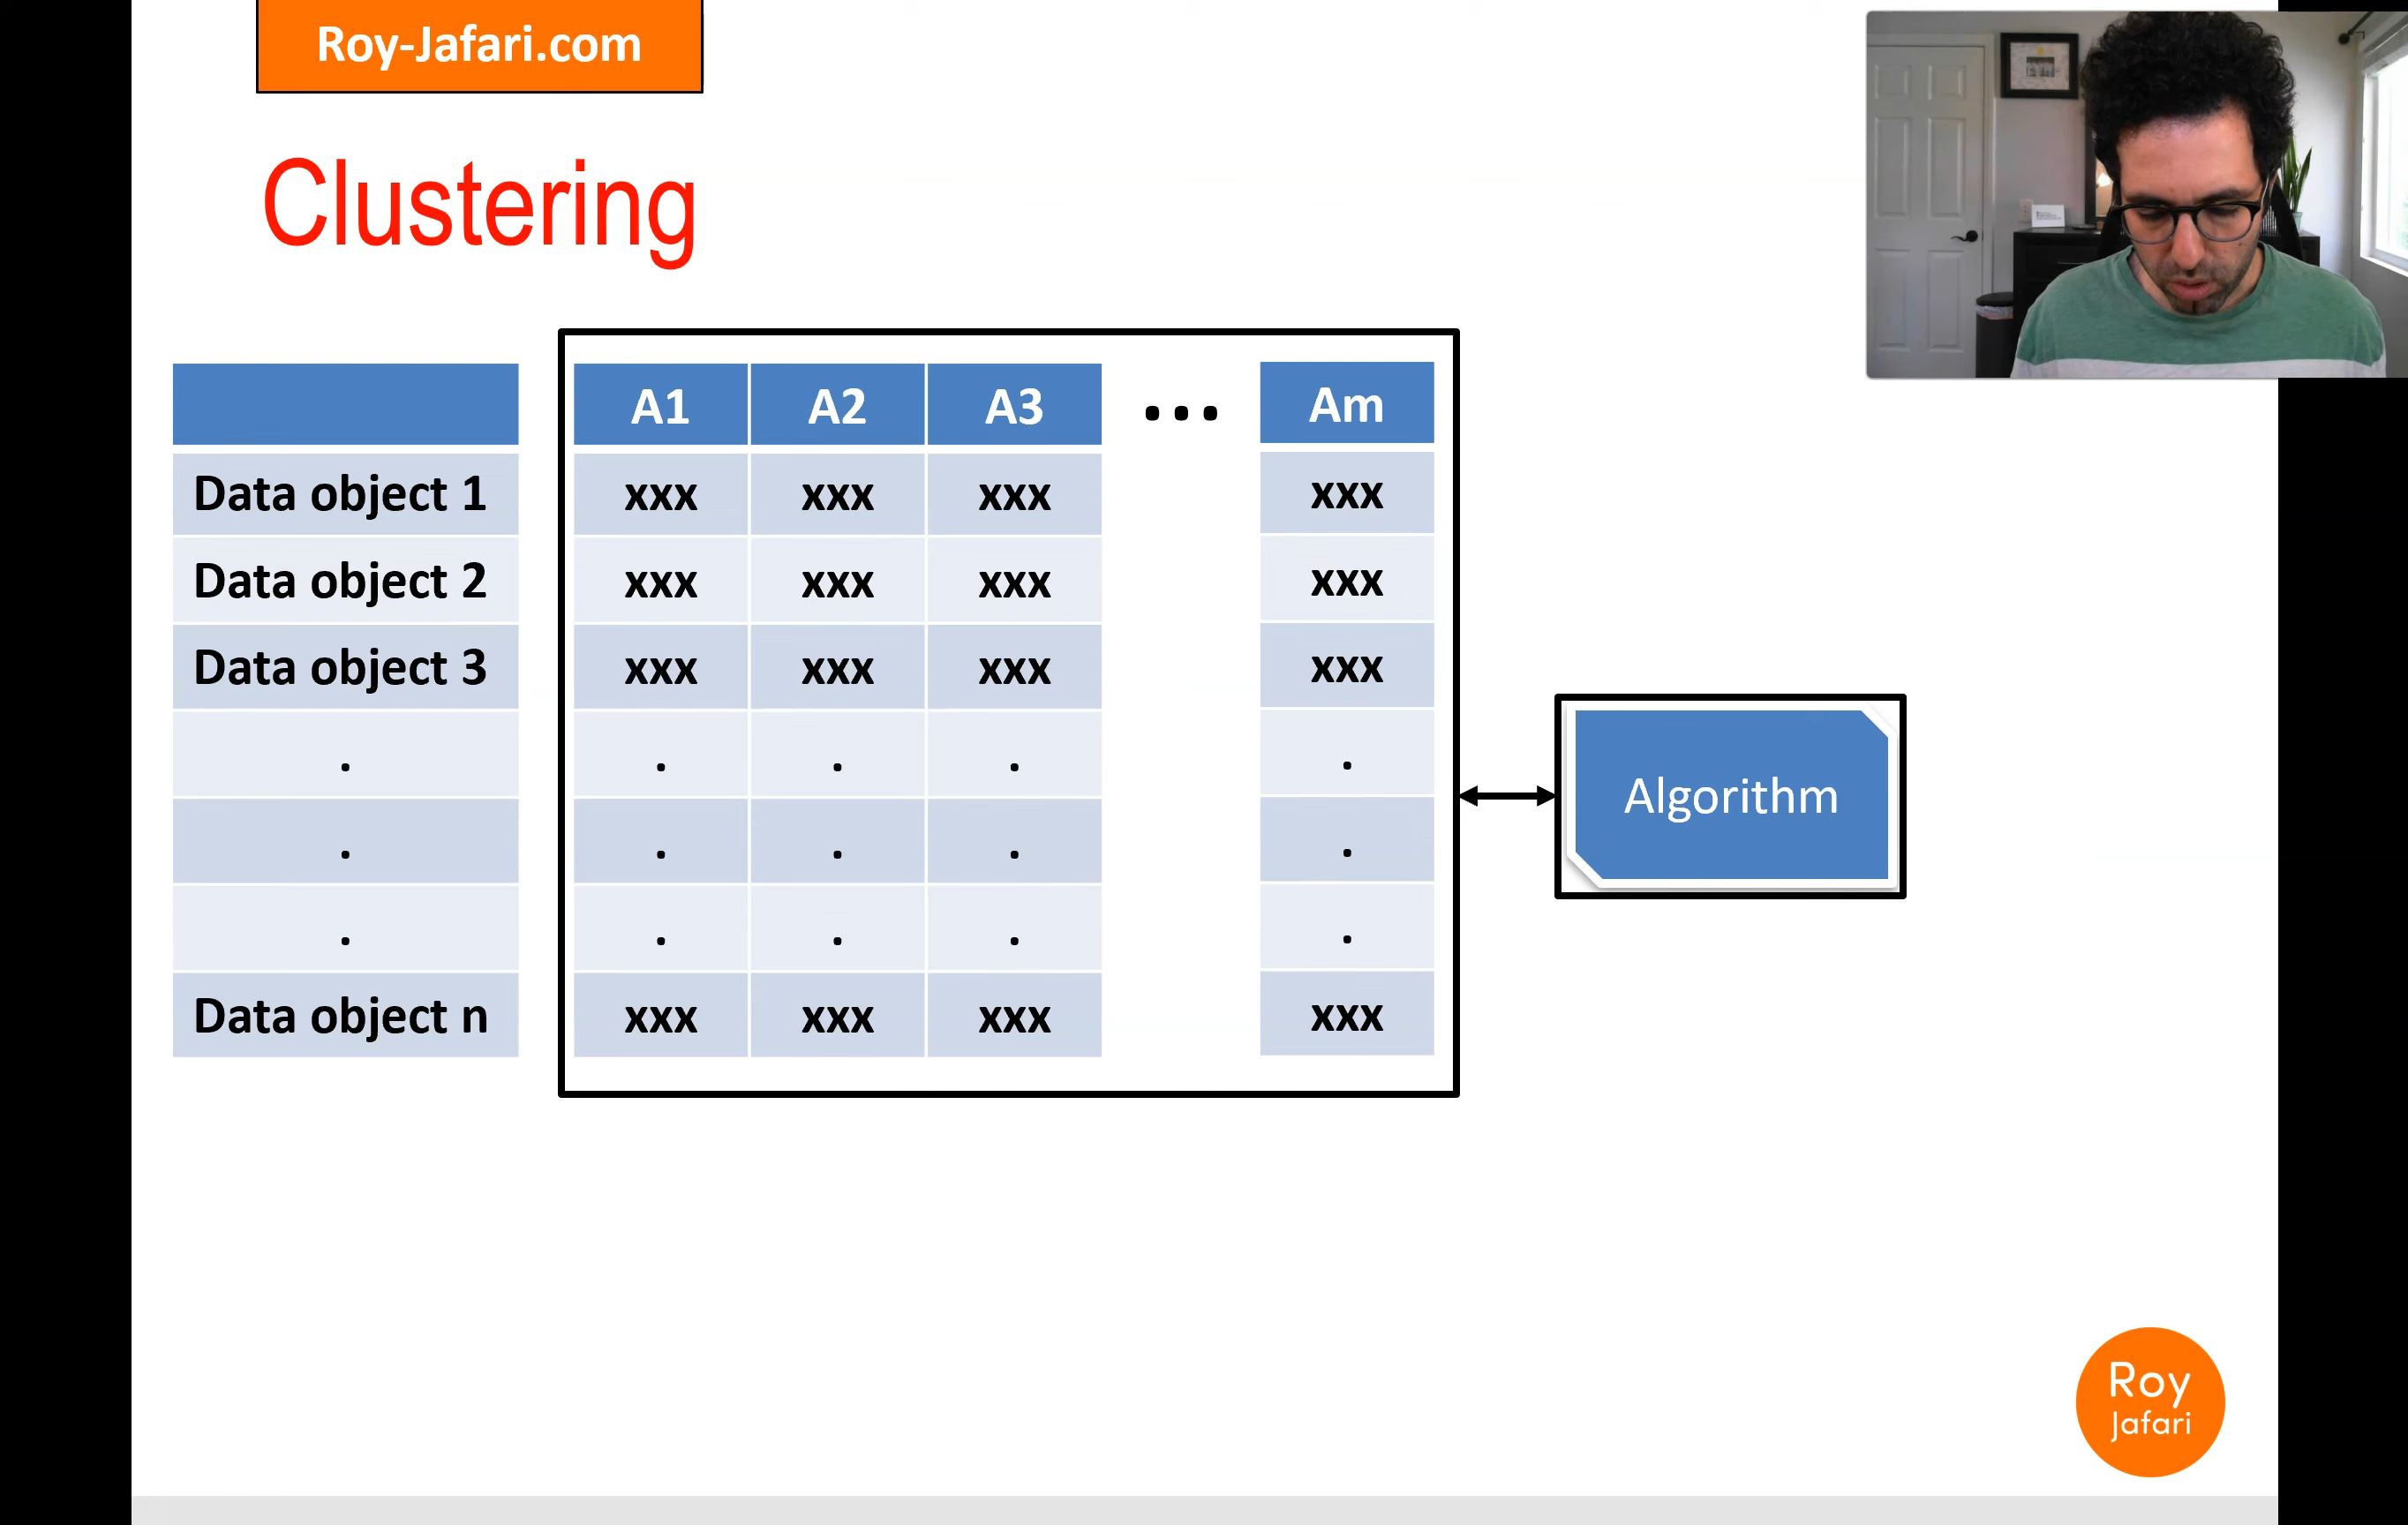 Roy-Jafari.com
Clustering
A1 A2 A3 ... Am
Data object 1 xxx xxx xxx xxx
Data object 2 xxx xxx xxx xxx
Data object 3 xxx xxx xxx xxx
. . . . .
. . . . .
. . . . .
Data object n xxx xxx xxx xxx
Algorithm
Roy
Jafari